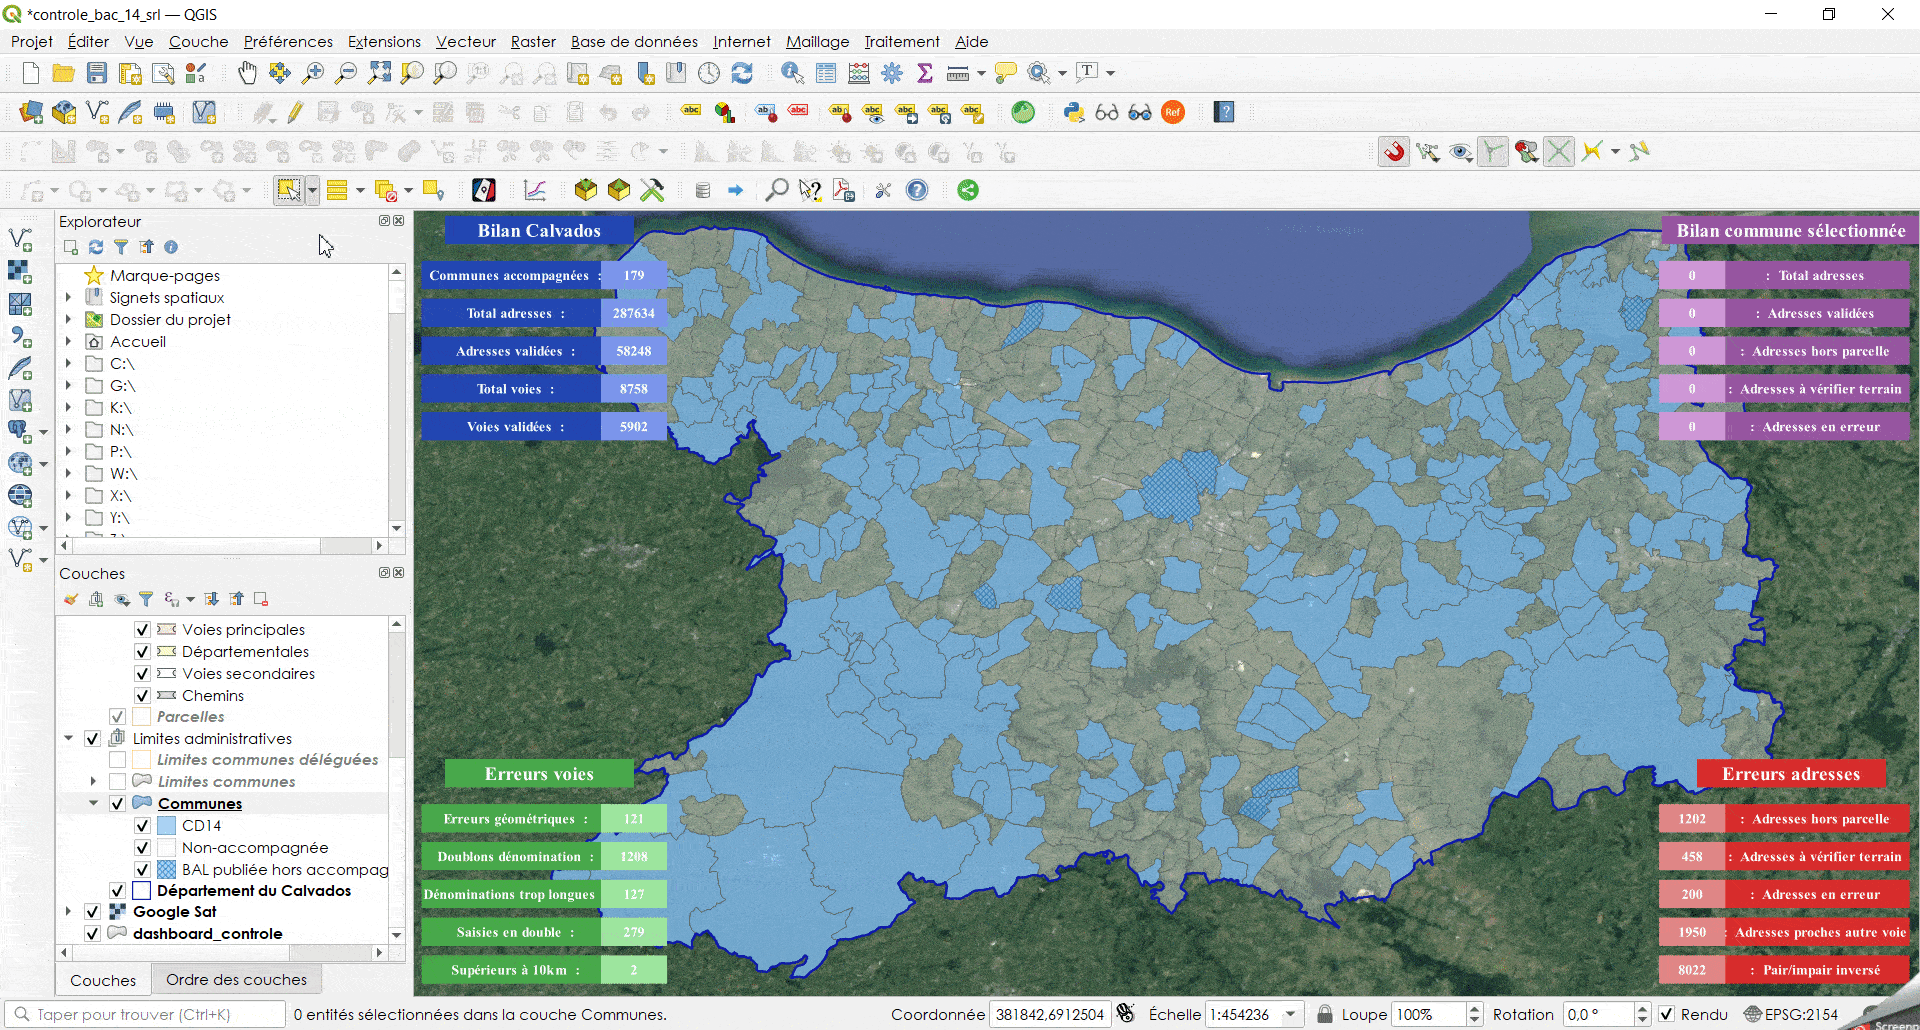 *controle_bac_14_srl — QGIS
Projet Éditer Vue Couche Préférences Extensions Vecteur Raster Base de données Internet Maillage Traitement Aide
Explorateur
Marque-pages
Signets spatiaux
Dossier du projet
Accueil
C:\
G:\
K:\
N:\
P:\
W:\
X:\
Y:\
Couches
Voies principales
Départementales
Voies secondaires
Chemins
Parcelles
Limites administratives
Limites communes déléguées
Limites communes
Communes
CD14
Non-accompagnée
BAL publiée hors accompag
Département du Calvados
Google Sat
dashboard_controle
Couches Ordre des couches
Bilan Calvados
Communes accompagnées : 179
Total adresses : 287634
Adresses validées : 58248
Total voies : 8758
Voies validées : 5902
Bilan commune sélectionnée
0 : Total adresses
0 : Adresses validées
0 : Adresses hors parcelle
0 : Adresses à vérifier terrain
0 : Adresses en erreur
Erreurs voies
Erreurs géométriques : 121
Doublons dénomination : 1208
Dénominations trop longues 127
Saisies en double : 279
Supérieurs à 10km : 2
Erreurs adresses
1202 : Adresses hors parcelle
458 : Adresses à vérifier terrain
200 : Adresses en erreur
1950 : Adresses proches autre voie
8022 : Pair/impair inversé
Taper pour trouver (Ctrl+K) 0 entités sélectionnées dans la couche Communes. Coordonnée 381842,6912504 Échelle 1:454236 Loupe 100% Rotation 0,0 ° Rendu EPSG:2154